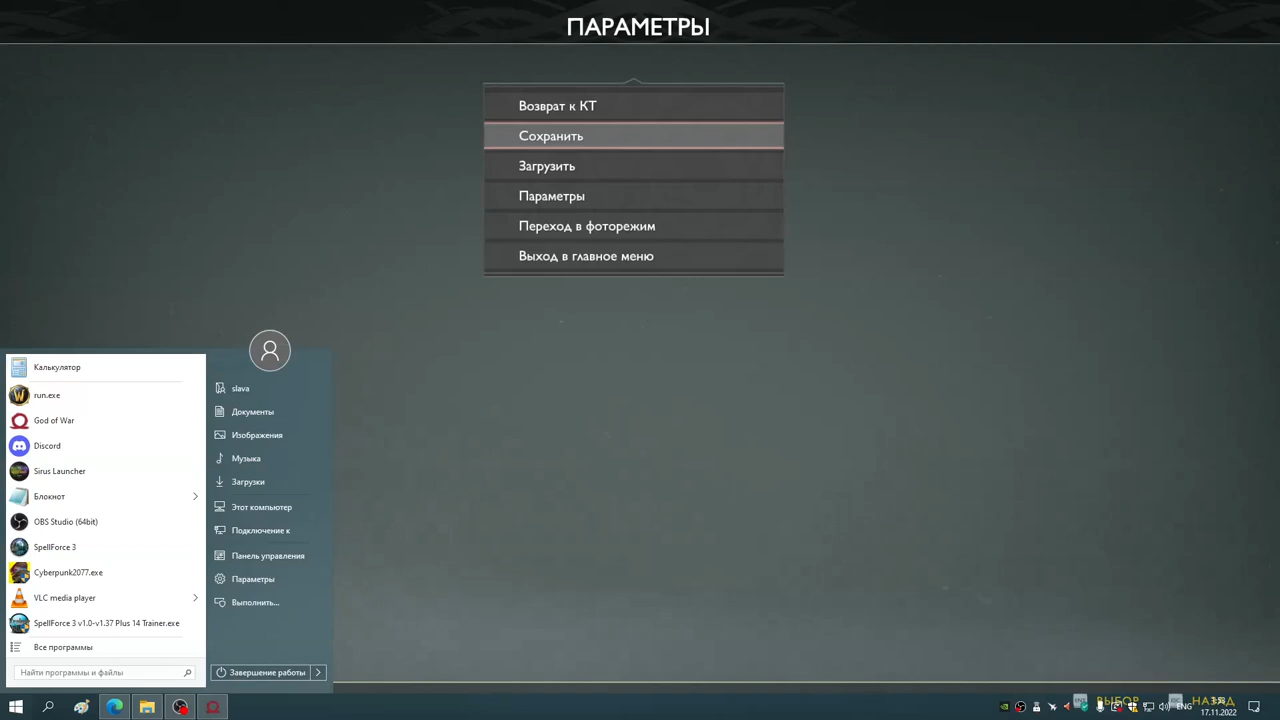 ПАРАМЕТРЫ
Возврат к КТ
Сохранить
Загрузить
Параметры
Переход в фоторежим
Выход в главное меню
Калькулятор
run.exe
God of War
Discord
Sirus Launcher
Блокнот
OBS Studio (64bit)
SpellForce 3
Cyberpunk2077.exe
VLC media player
SpellForce 3 v1.0-v1.37 Plus 14 Trainer.exe
Все программы
Найти программы и файлы
slava
Документы
Изображения
Музыка
Загрузки
Этот компьютер
Подключение к
Панель управления
Параметры
Выполнить...
Завершение работы
ВЫБОР
НАЗАД
ENG
17.11.2022